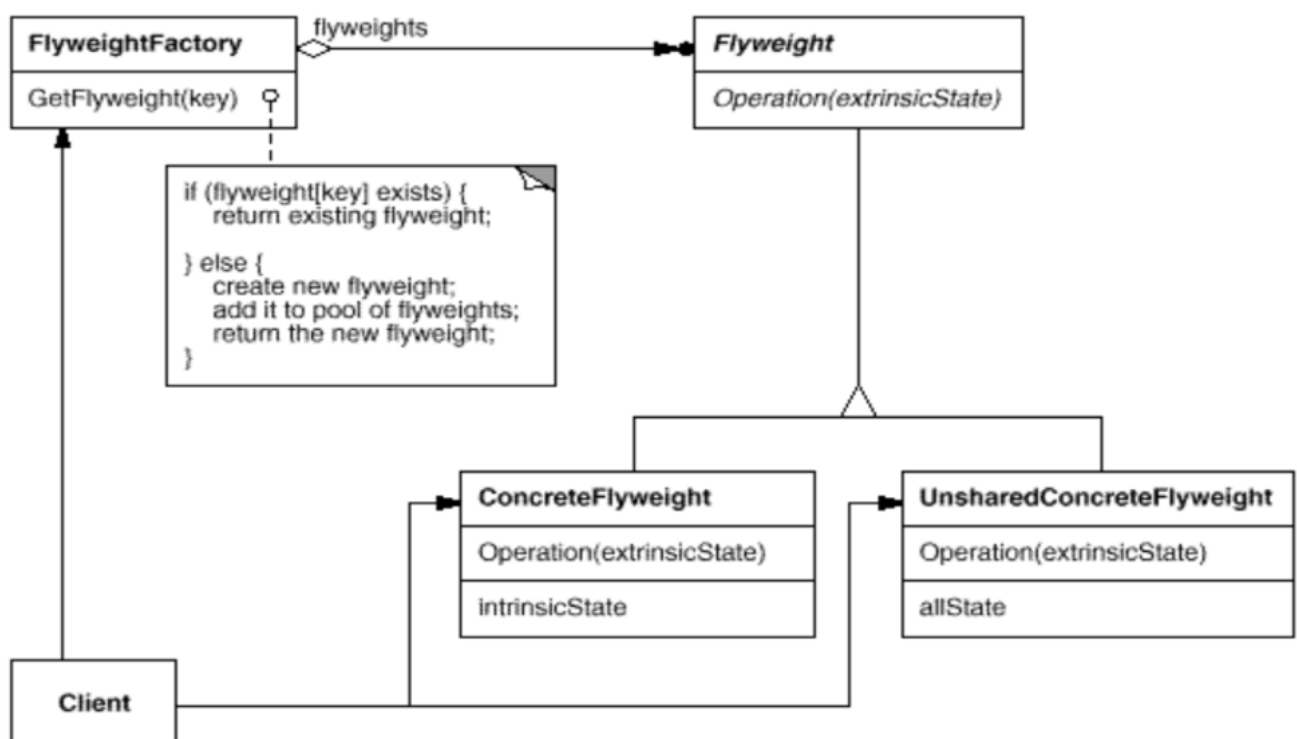 flyweights
FlyweightFactory
GetFlyweight(key)
Flyweight
Operation(extrinsicState)
if (flyweight[key] exists) {
return existing flyweight;
} else {
create new flyweight;
add it to pool of flyweights;
return the new flyweight;
}
ConcreteFlyweight
Operation(extrinsicState)
intrinsicState
UnsharedConcreteFlyweight
Operation(extrinsicState)
allState
Client